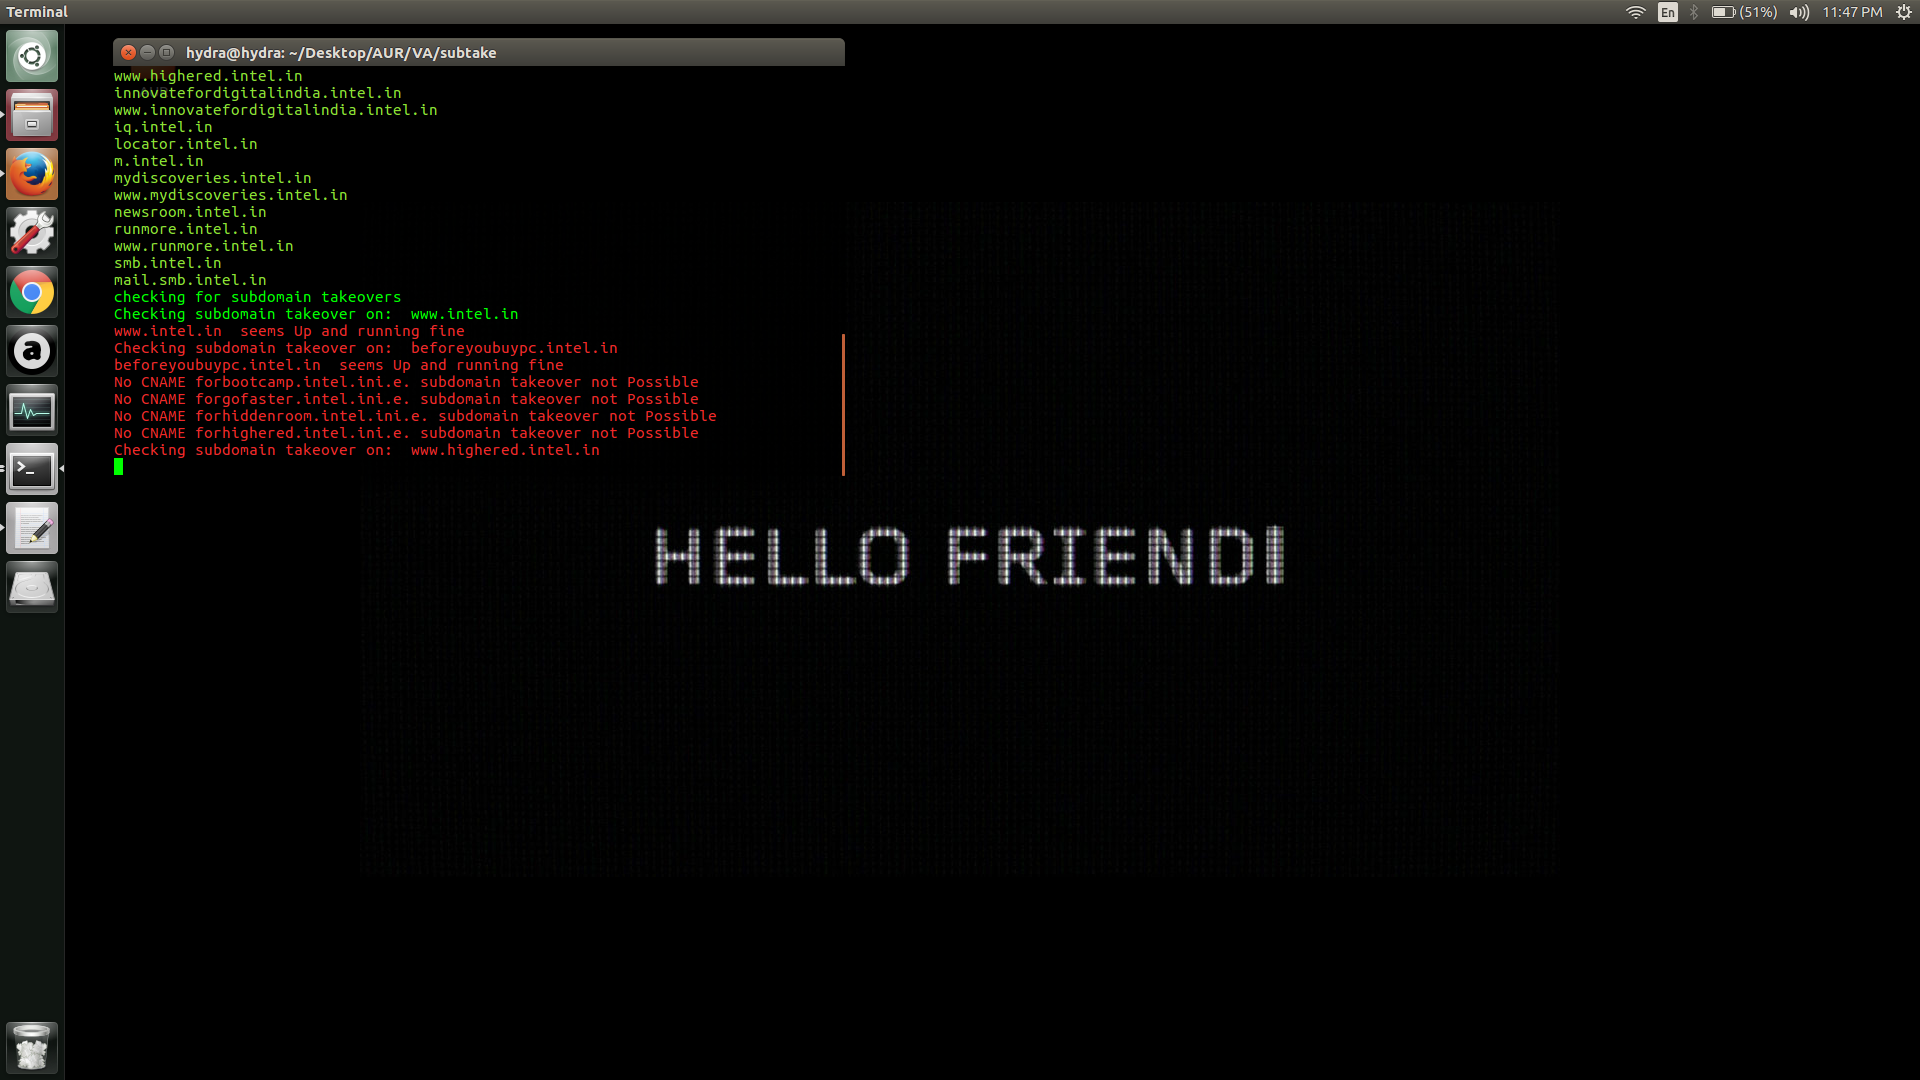 Terminal
En
(51%)
11:47 PM
hydra@hydra: ~/Desktop/AUR/VA/subtake
www.highered.intel.in
innovatefordigitalindia.intel.in
www.innovatefordigitalindia.intel.in
iq.intel.in
locator.intel.in
m.intel.in
mydiscoveries.intel.in
www.mydiscoveries.intel.in
newsroom.intel.in
runmore.intel.in
www.runmore.intel.in
smb.intel.in
mail.smb.intel.in
checking for subdomain takeovers
Checking subdomain takeover on:  www.intel.in
www.intel.in  seems Up and running fine
Checking subdomain takeover on:  beforeyoubuypc.intel.in
beforeyoubuypc.intel.in  seems Up and running fine
No CNAME forbootcamp.intel.ini.e. subdomain takeover not Possible
No CNAME forgofaster.intel.ini.e. subdomain takeover not Possible
No CNAME forhiddenroom.intel.ini.e. subdomain takeover not Possible
No CNAME forhighered.intel.ini.e. subdomain takeover not Possible
Checking subdomain takeover on:  www.highered.intel.in
HELLO FRIEND